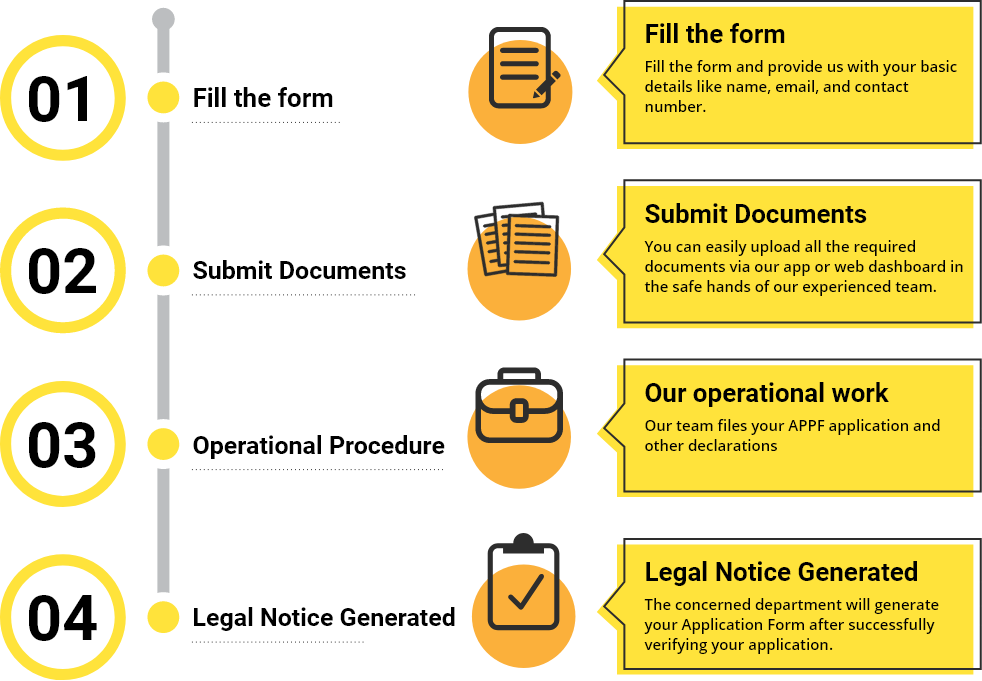 01
Fill the form
Fill the form
Fill the form and provide us with your basic
details like name, email, and contact
number.
02
Submit Documents
Submit Documents
You can easily upload all the required
documents via our app or web dashboard in
the safe hands of our experienced team.
03
Operational Procedure
Our operational work
Our team files your APPF application and
other declarations
04
Legal Notice Generated
Legal Notice Generated
The concerned department will generate
your Application Form after successfully
verifying your application.